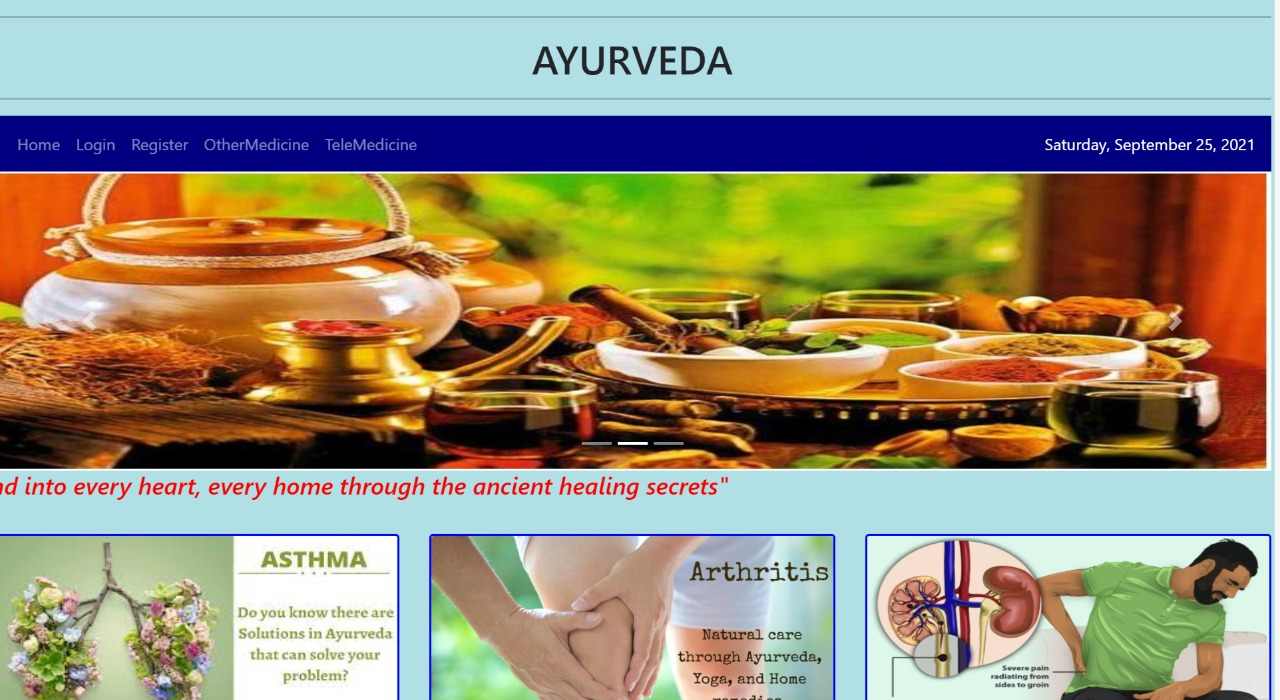 AYURVEDA
Home Login Register OtherMedicine TeleMedicine Saturday, September 25, 2021
into every heart, every home through the ancient healing secrets"
ASTHMA
Do you know there are
Solutions in Ayurveda
that can solve your
problem?
Arthritis
Natural care
through Ayurveda,
Yoga, and Home
remedies
Severe pain
radiating from
sides to groin